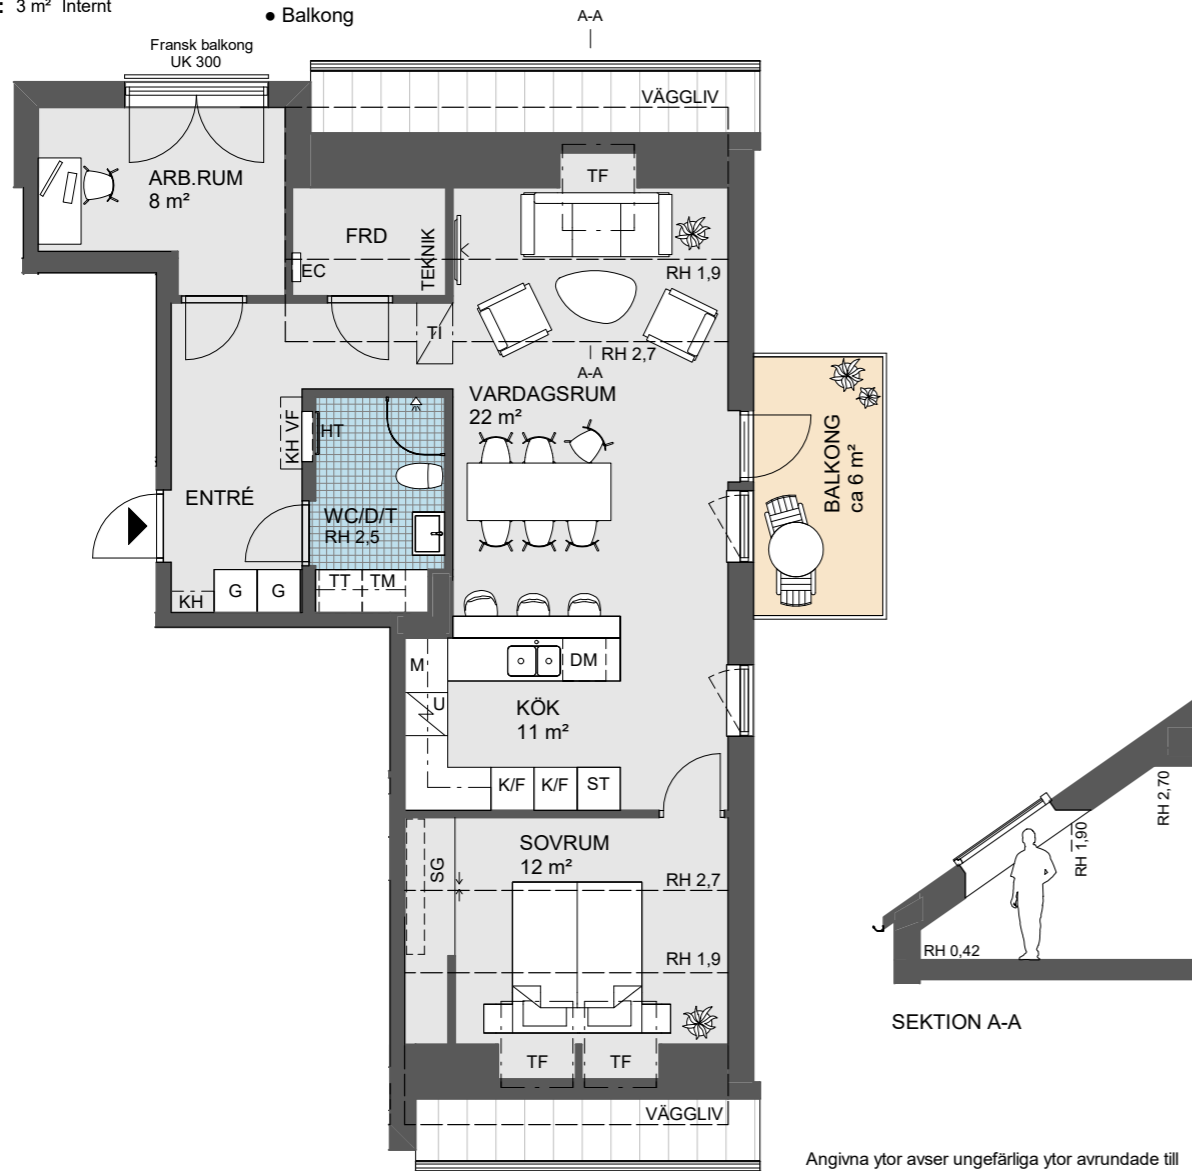 : 3 m² Internt
• Balkong
A-A
Fransk balkong
UK 300
VÄGGLIV
TF
ARB.RUM
8 m²
FRD
TEKNIK
EC
RH 1,9
TI
RH 2,7
A-A
VARDAGSRUM
22 m²
KH VF
HT
BALKONG
ca 6 m²
ENTRÉ
WC/D/T
RH 2,5
TT
TM
KH
G
G
M
DM
U
KÖK
11 m²
K/F
K/F
ST
SOVRUM
12 m²
SG
RH 2,7
RH 1,9
TF
TF
VÄGGLIV
RH 2,70
RH 1,90
RH 0,42
SEKTION A-A
Angivna ytor avser ungefärliga ytor avrundade till